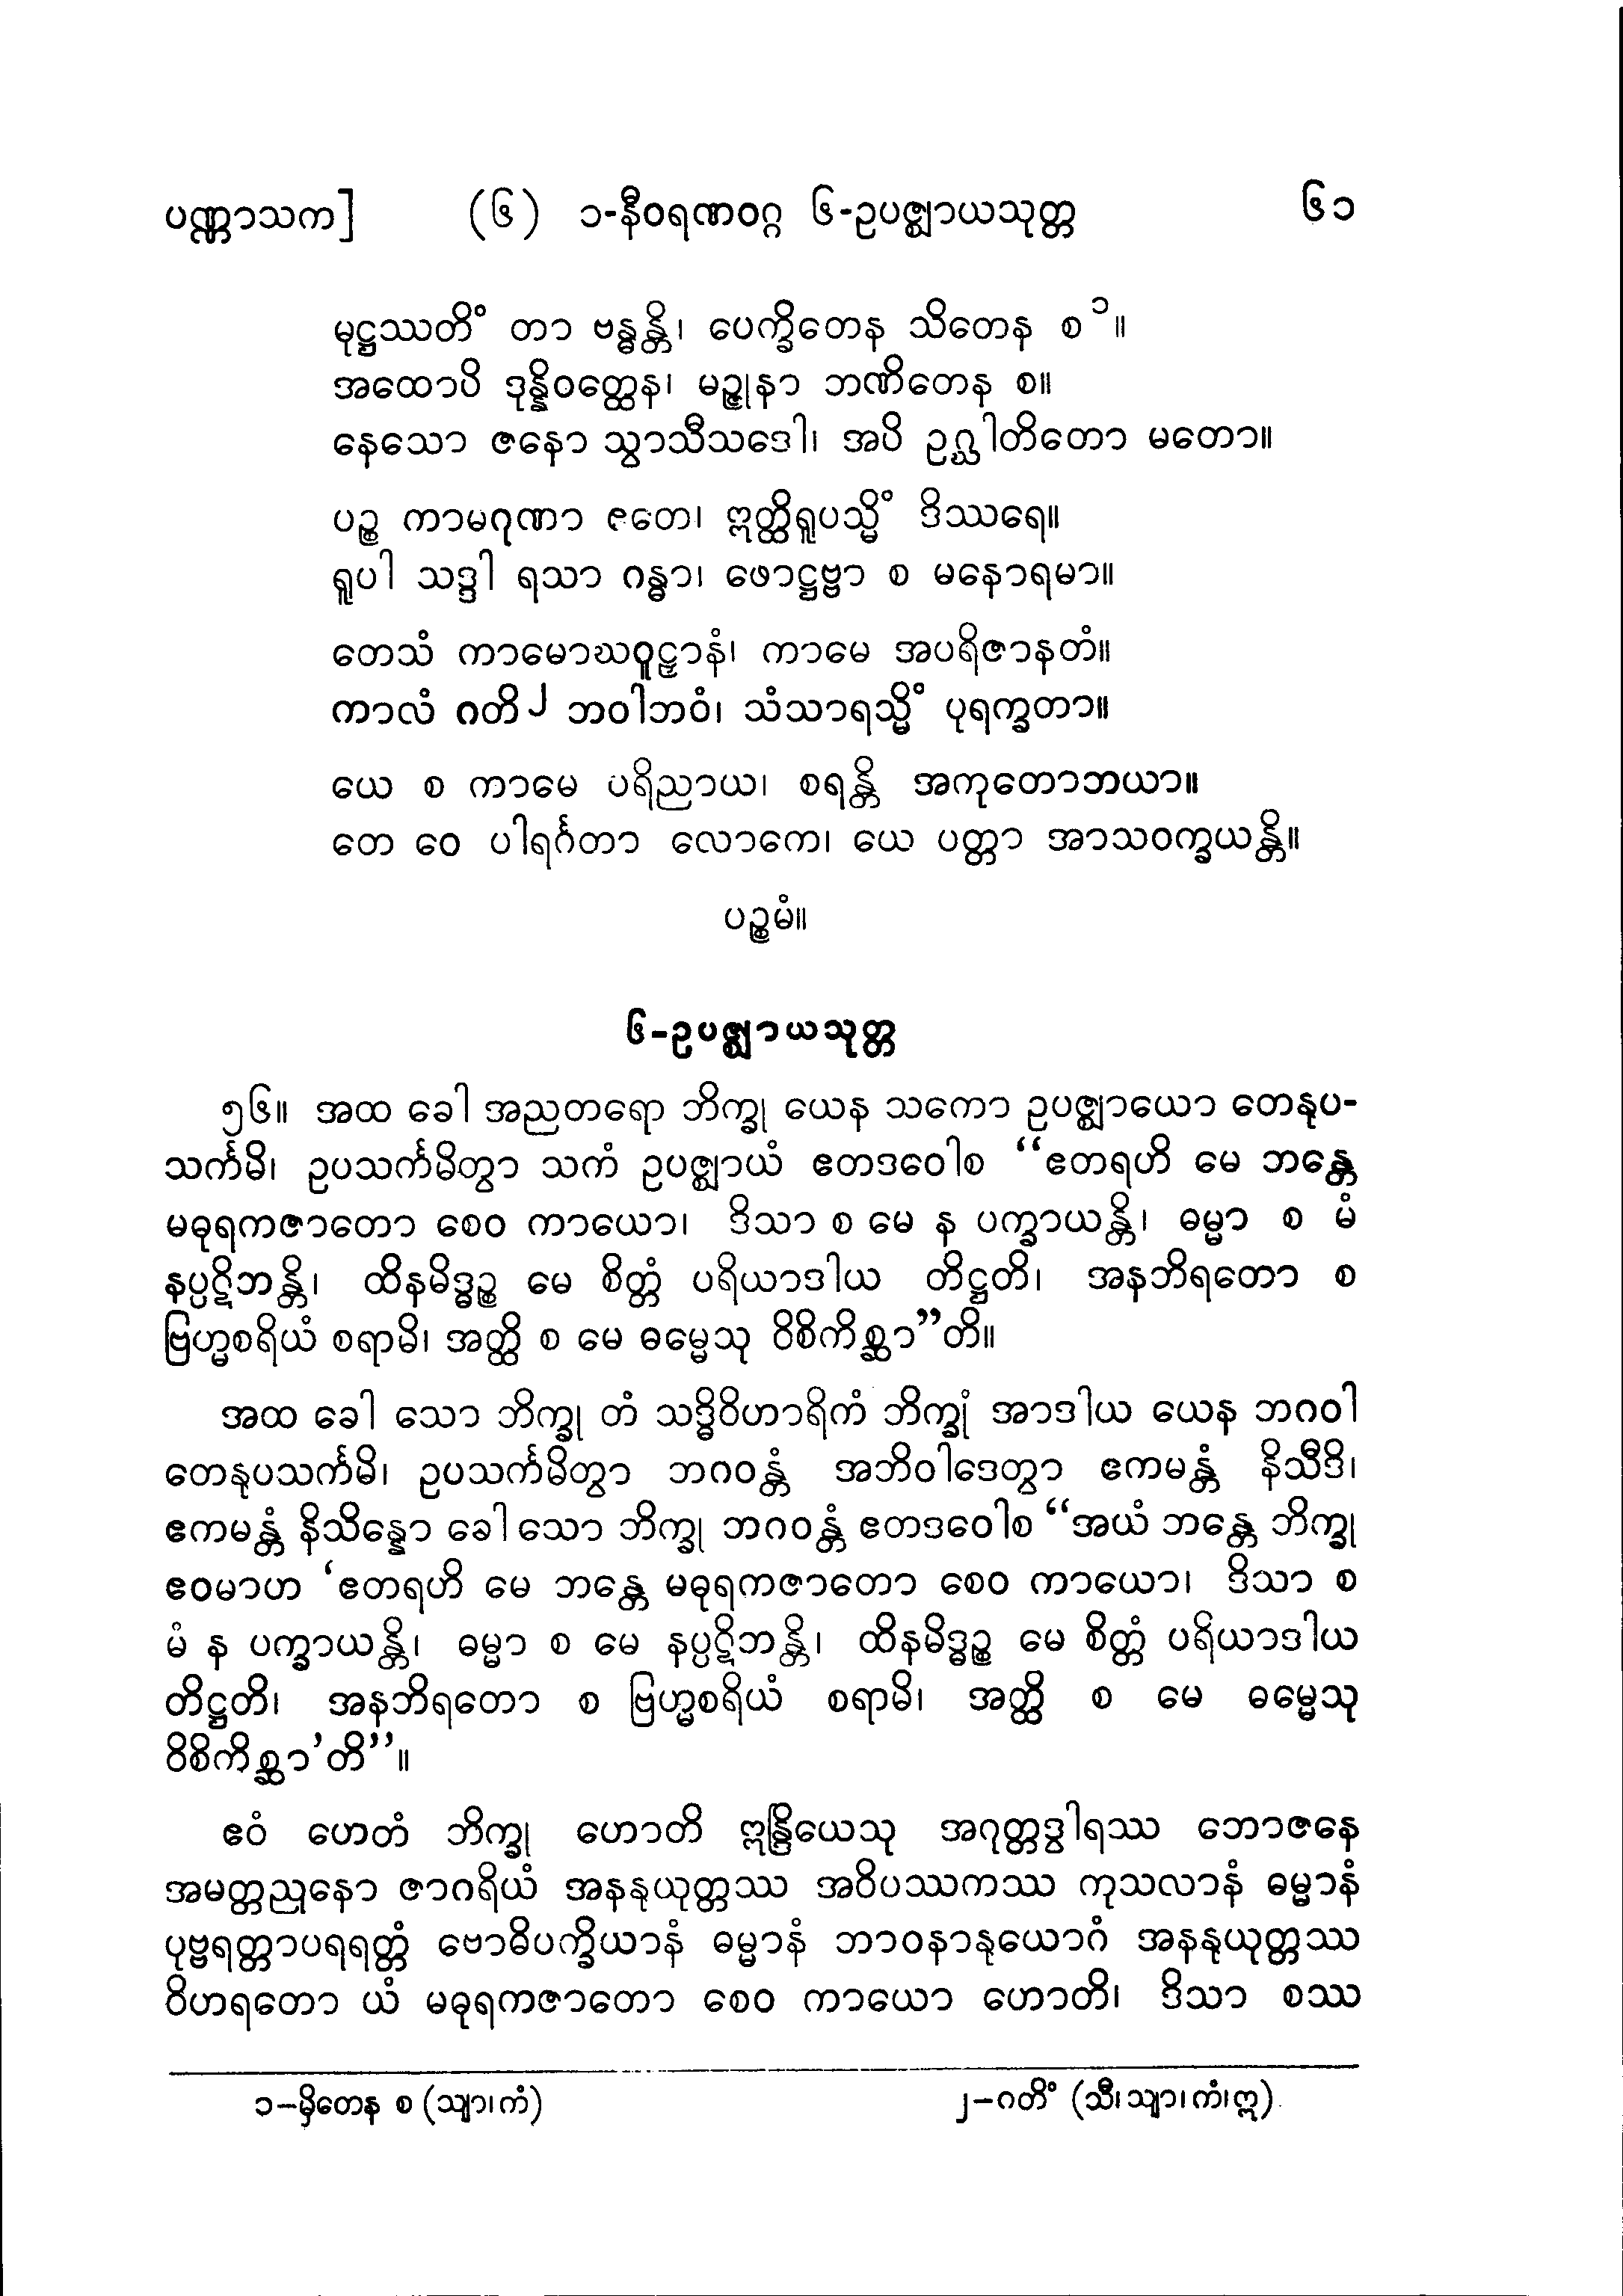 ပဏ္ဏာသက] (၆) ၁-နီဝရဏဝဂ္ဂ ၆-ဥပဇ္ဈာယသုတ္တ ၆၁
မုဋ္ဌဿတိံ တာ ဗန္ဓန္တိ၊ ပေက္ခိတေန သိတေန စ ၁။
အထောပိ ဒုန္နိဝတ္ထေန၊ မဉ္ဇုနာ ဘဏိတေန စ။
နေသော ဇနော သွာသီသဒေါ၊ အပိ ဥဂ္ဃါတိတော မတော။
ပဉ္စ ကာမဂုဏာ ဧတေ၊ ဣတ္ထိရူပသ္မိံ ဒိဿရေ။
ရူပါ သဒ္ဒါ ရသာ ဂန္ဓာ၊ ဖောဋ္ဌဗ္ဗာ စ မနောရမာ။
တေသံ ကာမောဃဝူဠှာနံ၊ ကာမေ အပရိဇာနတံ။
ကာလံ ဂတိ ၂ ဘဝါဘဝံ၊ သံသာရသ္မိံ ပုရက္ခတာ။
ယေ စ ကာမေ ပရိညာယ၊ စရန္တိ အကုတောဘယာ။
တေ ဝေ ပါရင်္ဂတာ လောကေ၊ ယေ ပတ္တာ အာသဝက္ခယန္တိ။
ပဉ္စမံ။
၆-ဥပဇ္ဈာယသုတ္တ
၅၆။ အထ ခေါ အညတရော ဘိက္ခု ယေန သကော ဥပဇ္ဈာယော တေနုပ-
သင်္ကမိ၊ ဥပသင်္ကမိတွာ သကံ ဥပဇ္ဈာယံ ဧတဒဝေါစ “ဧတရဟိ မေ ဘန္တေ
မဓုရကဇာတော စေဝ ကာယော၊ ဒိသာ စ မေ န ပက္ခာယန္တိ၊ ဓမ္မာ စ မံ
နပ္ပဋိဘန္တိ၊ ထိနမိဒ္ဓဉ္စ မေ စိတ္တံ ပရိယာဒါယ တိဋ္ဌတိ၊ အနဘိရတော စ
ဗြဟ္မစရိယံ စရာမိ၊ အတ္ထိ စ မေ ဓမ္မေသု ဝိစိကိစ္ဆာ”တိ။
အထ ခေါ သော ဘိက္ခု တံ သဒ္ဓိဝိဟာရိကံ ဘိက္ခုံ အာဒါယ ယေန ဘဂဝါ
တေနုပသင်္ကမိ၊ ဥပသင်္ကမိတွာ ဘဂဝန္တံ အဘိဝါဒေတွာ ဧကမန္တံ နိသီဒိ၊
ဧကမန္တံ နိသိန္နော ခေါ သော ဘိက္ခု ဘဂဝန္တံ ဧတဒဝေါစ “အယံ ဘန္တေ ဘိက္ခု
ဧဝမာဟ ‘ဧတရဟိ မေ ဘန္တေ မဓုရကဇာတော စေဝ ကာယော၊ ဒိသာ စ
မံ န ပက္ခာယန္တိ၊ ဓမ္မာ စ မေ နပ္ပဋိဘန္တိ၊ ထိနမိဒ္ဓဉ္စ မေ စိတ္တံ ပရိယာဒါယ
တိဋ္ဌတိ၊ အနဘိရတော စ ဗြဟ္မစရိယံ စရာမိ၊ အတ္ထိ စ မေ ဓမ္မေသု
ဝိစိကိစ္ဆာ’တိ”။
ဧဝံ ဟေတံ ဘိက္ခု ဟောတိ ဣန္ဒြိယေသု အဂုတ္တဒွါရဿ ဘောဇနေ
အမတ္တညုနော ဇာဂရိယံ အနနုယုတ္တဿ အဝိပဿကဿ ကုသလာနံ ဓမ္မာနံ
ပုဗ္ဗရတ္တာပရရတ္တံ ဗောဓိပက္ခိယာနံ ဓမ္မာနံ ဘာဝနာနုယောဂံ အနနုယုတ္တဿ
ဝိဟရတော ယံ မဓုရကဇာတော စေဝ ကာယော ဟောတိ၊ ဒိသာ စဿ
၁-မှိတေန စ (သျာ၊ကံ) ၂-ဂတိံ (သီ၊သျာ၊ကံ၊ဣ)